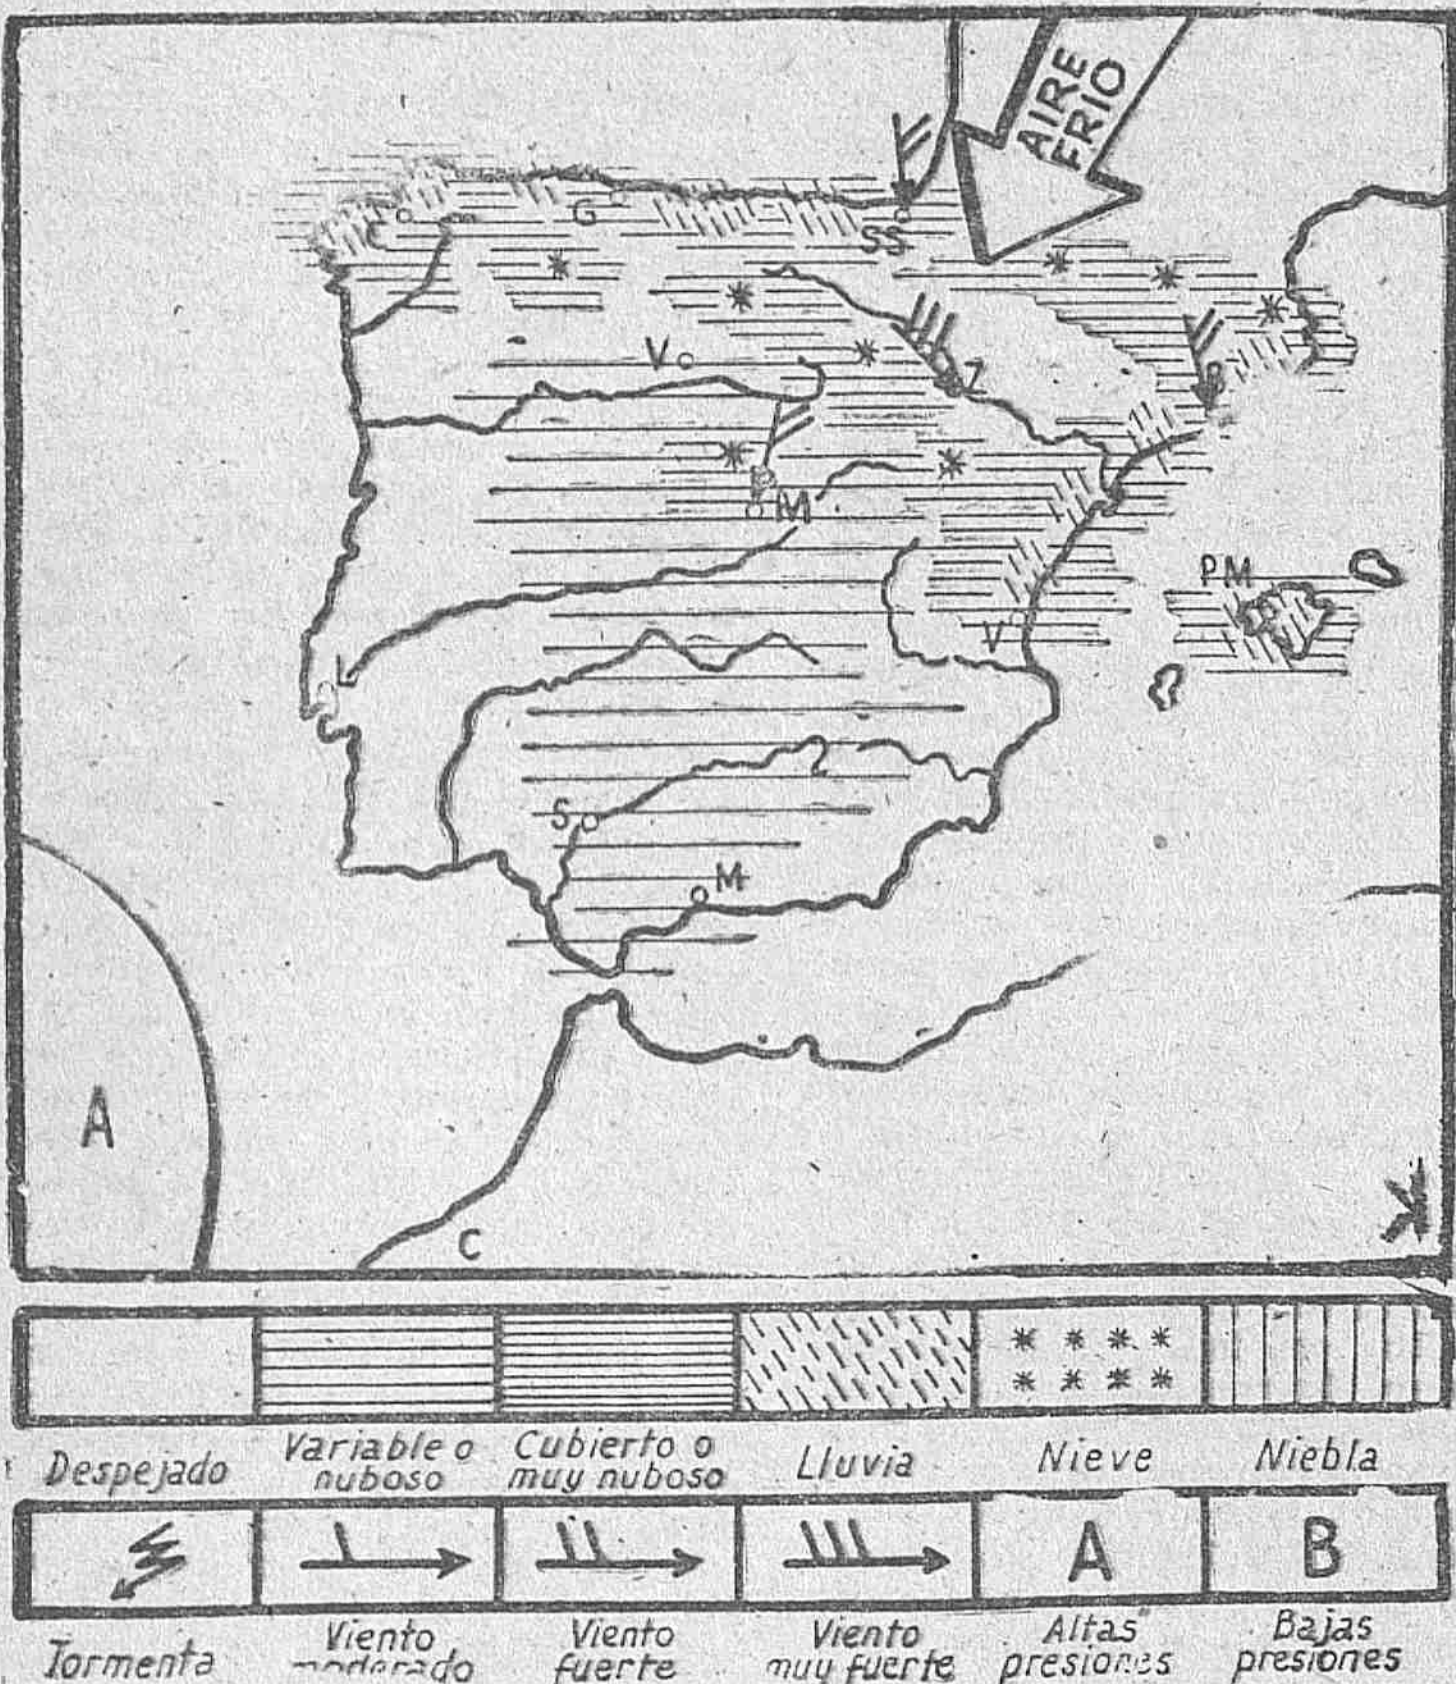 AIRE
FRIO
C
G
SS
V
Z
B
M
PM
V
L
S
M
A
C
Despejado
Variable o
nuboso
Cubierto o
muy nuboso
Lluvia
Nieve
Niebla
A
B
Tormenta
Viento
moderado
Viento
fuerte
Viento
muy fuerte
Altas
presiones
Bajas
presiones